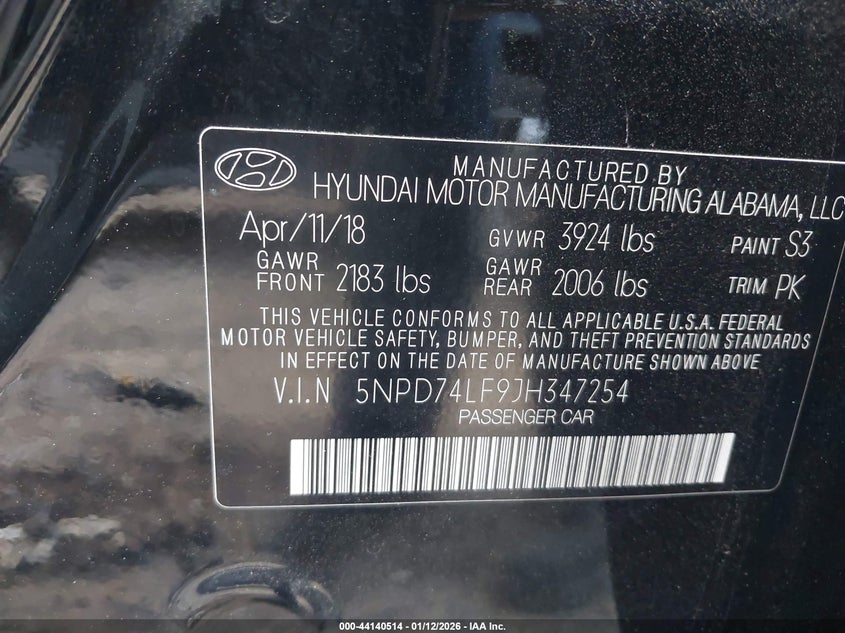 MANUFACTURED BY
HYUNDAI MOTOR MANUFACTURING ALABAMA, LLC
Apr/11/18 GVWR 3924 lbs PAINT S3
GAWR FRONT 2183 lbs GAWR REAR 2006 lbs TRIM PK
THIS VEHICLE CONFORMS TO ALL APPLICABLE U.S.A. FEDERAL
MOTOR VEHICLE SAFETY, BUMPER, AND THEFT PREVENTION STANDARDS
IN EFFECT ON THE DATE OF MANUFACTURE SHOWN ABOVE
V.I.N 5NPD74LF9JH347254
PASSENGER CAR
000-44140514 - 01/12/2026 - IAA Inc.